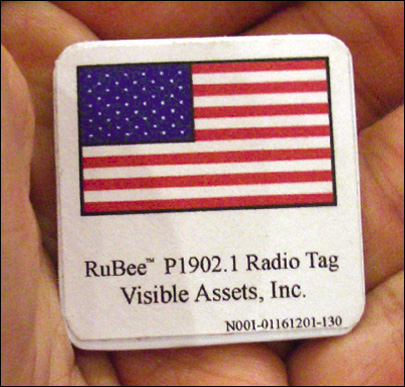 RuBee™ P1902.1 Radio Tag
Visible Assets, Inc.
N001-01161201-130